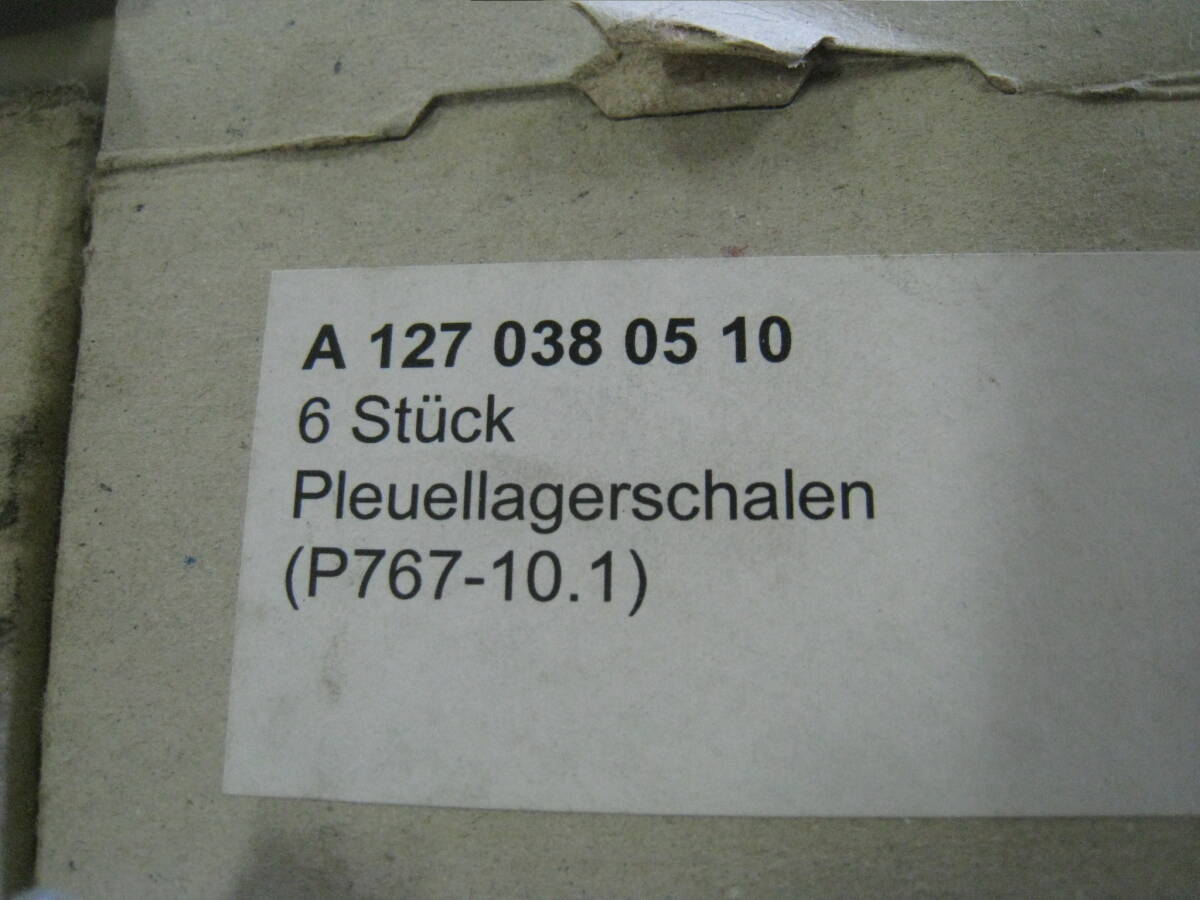 A 127 038 05 10
6 Stück
Pleuellagerschalen
(P767-10.1)